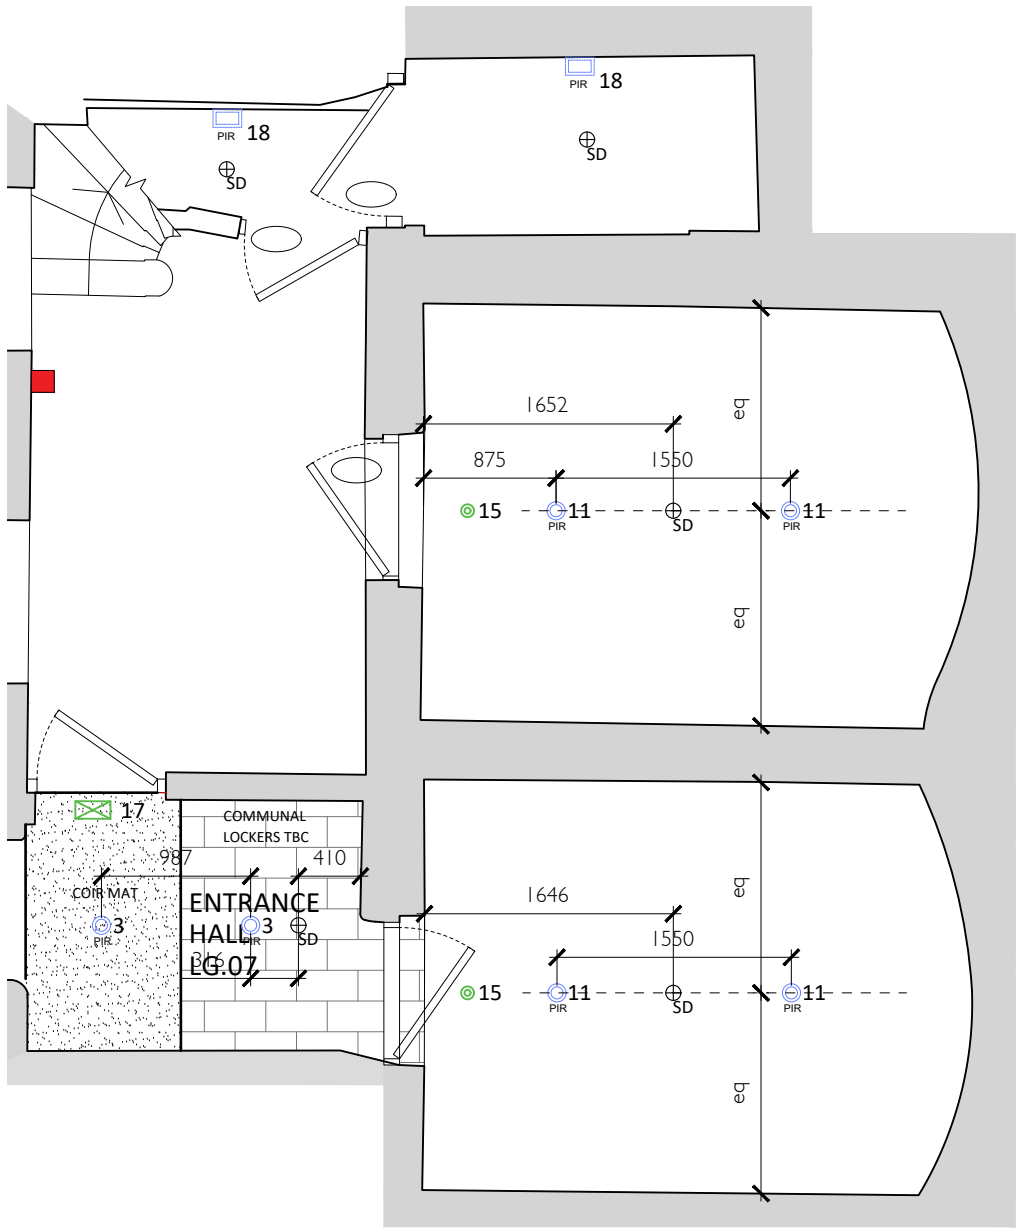 PIR 18
SD
PIR 18
SD
1652
eq
875
1550
15
11
PIR
SD
11
eq
17
COMMUNAL
LOCKERS TBC
987
410
COIR MAT
ENTRANCE
HALL
LG.07
3
PIR
3
PIR
SD
316
1646
eq
1550
15
11
PIR
SD
11
PIR
eq